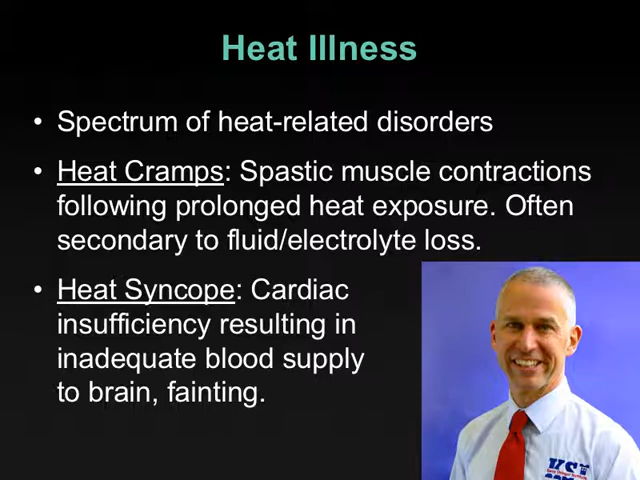 Heat Illness
• Spectrum of heat-related disorders
• Heat Cramps: Spastic muscle contractions
following prolonged heat exposure. Often
secondary to fluid/electrolyte loss.
• Heat Syncope: Cardiac
insufficiency resulting in
inadequate blood supply
to brain, fainting.